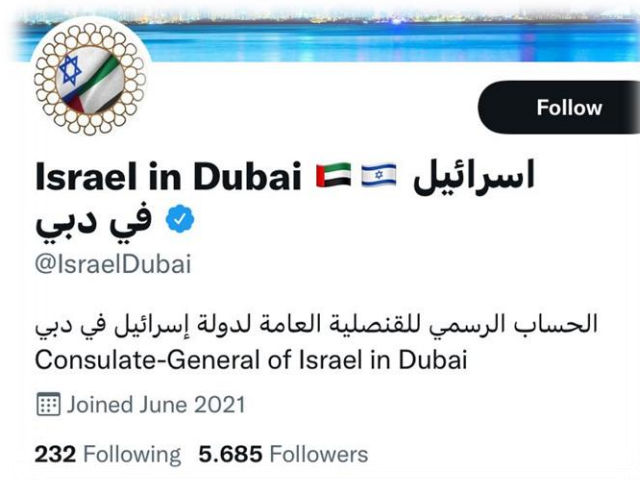 Follow
Israel in Dubai 🇦🇪 🇮🇱 اسرائيل
في دبي
@IsraelDubai
الحساب الرسمي للقنصلية العامة لدولة إسرائيل في دبي
Consulate-General of Israel in Dubai
Joined June 2021
232 Following 5.685 Followers